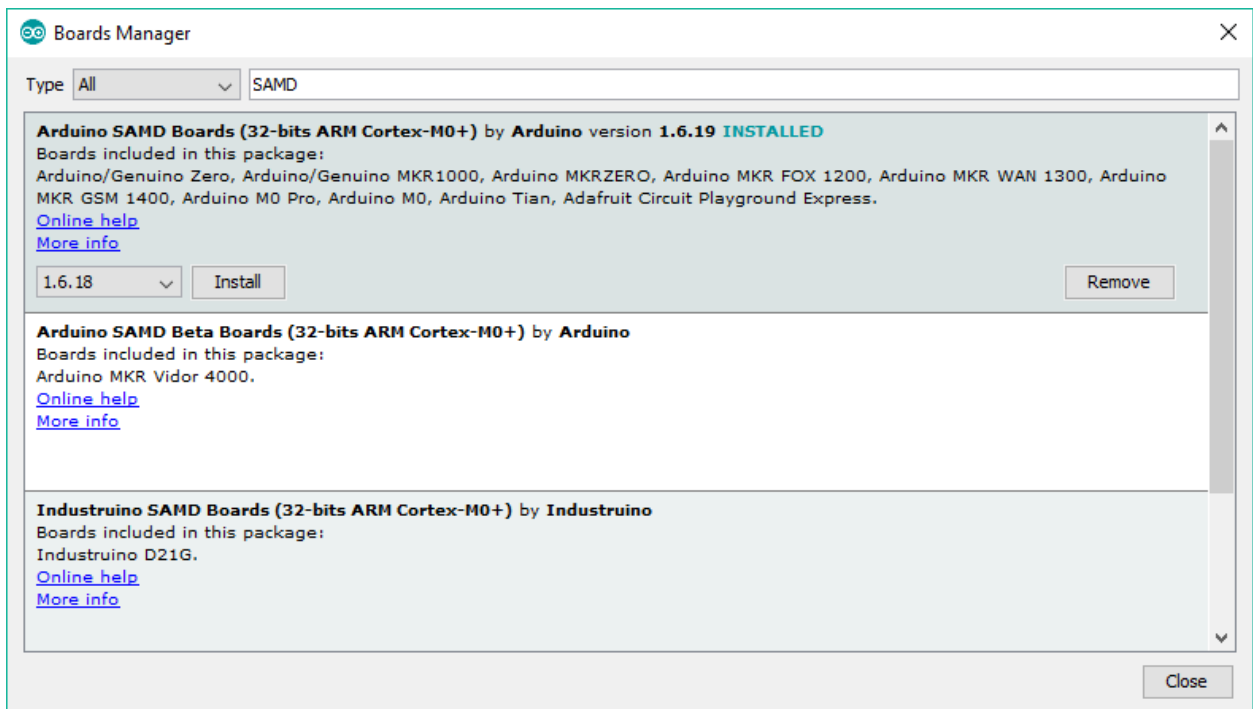 Boards Manager
Type All SAMD
Arduino SAMD Boards (32-bits ARM Cortex-M0+) by Arduino version 1.6.19 INSTALLED
Boards included in this package:
Arduino/Genuino Zero, Arduino/Genuino MKR1000, Arduino MKRZERO, Arduino MKR FOX 1200, Arduino MKR WAN 1300, Arduino
MKR GSM 1400, Arduino M0 Pro, Arduino M0, Arduino Tian, Adafruit Circuit Playground Express.
Online help
More info
1.6.18 Install Remove
Arduino SAMD Beta Boards (32-bits ARM Cortex-M0+) by Arduino
Boards included in this package:
Arduino MKR Vidor 4000.
Online help
More info
Industruino SAMD Boards (32-bits ARM Cortex-M0+) by Industruino
Boards included in this package:
Industruino D21G.
Online help
More info
Close